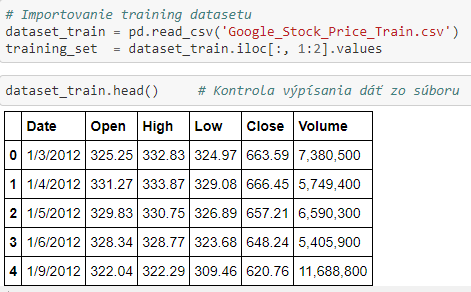 # Importovanie training datasetu
dataset_train = pd.read_csv('Google_Stock_Price_Train.csv')
training_set  = dataset_train.iloc[:, 1:2].values
dataset_train.head()     # Kontrola výpísania dáť zo súboru
Date Open High Low Close Volume
0 1/3/2012 325.25 332.83 324.97 663.59 7,380,500
1 1/4/2012 331.27 333.87 329.08 666.45 5,749,400
2 1/5/2012 329.83 330.75 326.89 657.21 6,590,300
3 1/6/2012 328.34 328.77 323.68 648.24 5,405,900
4 1/9/2012 322.04 322.29 309.46 620.76 11,688,800